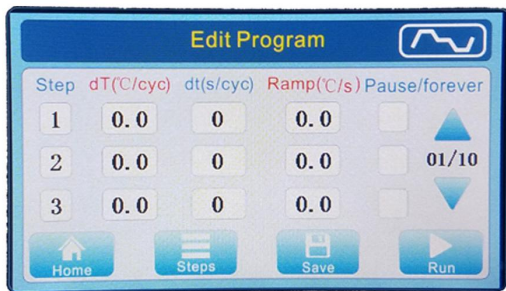 Edit Program
Step dT(℃/cyc) dt(s/cyc) Ramp(℃/s) Pause/forever
1 0.0 0 0.0
2 0.0 0 0.0 01/10
3 0.0 0 0.0
Home Steps Save Run